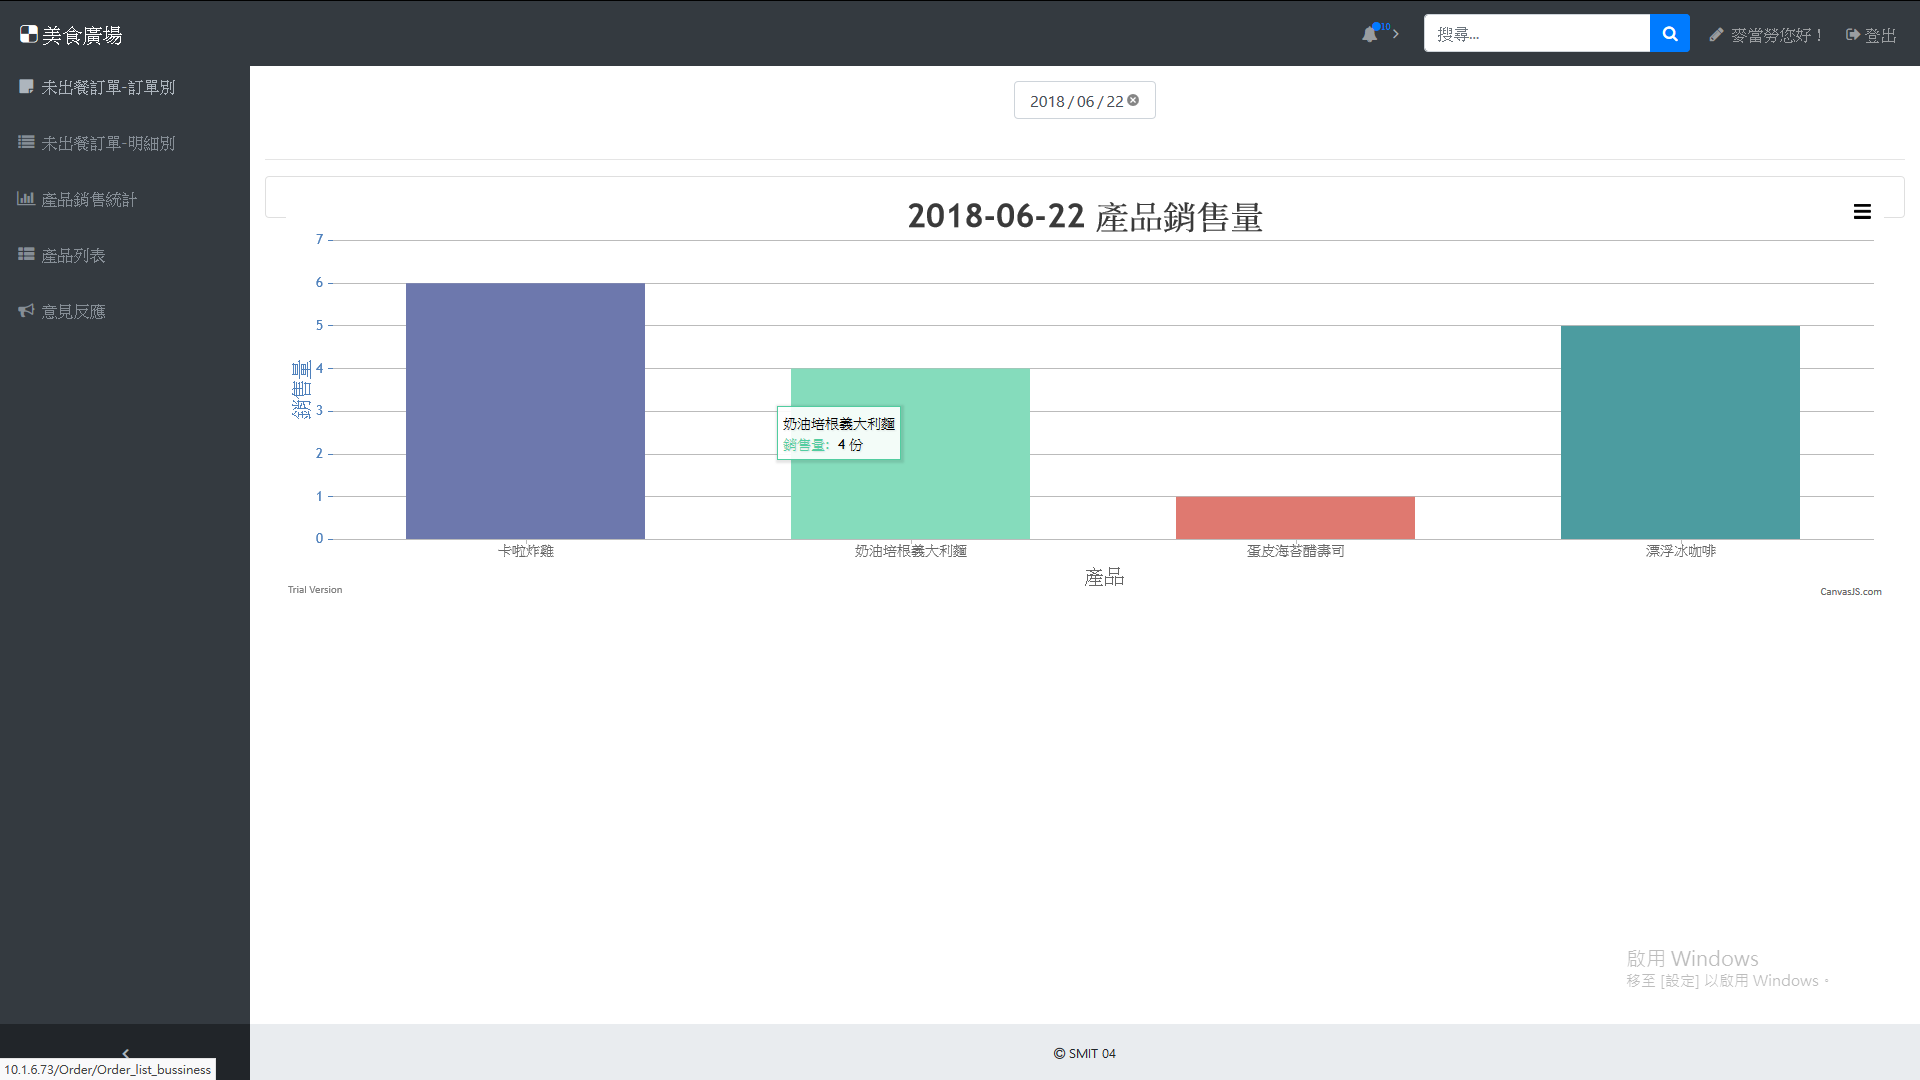 美食廣場
10
搜尋...
麥當勞您好！
登出
未出餐訂單-訂單別
未出餐訂單-明細別
產品銷售統計
產品列表
意見反應
2018 / 06 / 22
2018-06-22 產品銷售量
銷售量
7
6
5
4
3
2
1
0
奶油培根義大利麵
銷售量: 4 份
卡啦炸雞
奶油培根義大利麵
蛋皮海苔醋壽司
漂浮冰咖啡
產品
Trial Version
CanvasJS.com
啟用 Windows
移至 [設定] 以啟用 Windows。
© SMIT 04
10.1.6.73/Order/Order_list_bussiness